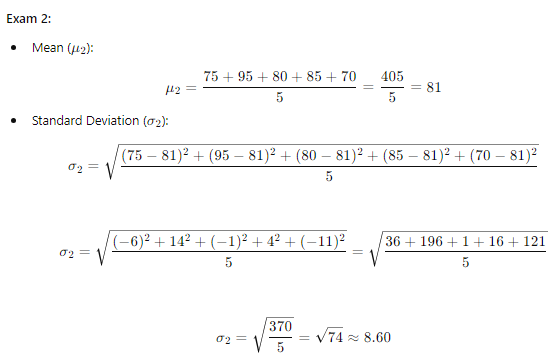 Exam 2:
• Mean (μ₂):
μ₂ = (75 + 95 + 80 + 85 + 70)/5 = 405/5 = 81
• Standard Deviation (σ₂):
σ₂ = √(((75 − 81)² + (95 − 81)² + (80 − 81)² + (85 − 81)² + (70 − 81)²)/5)
σ₂ = √(((−6)² + 14² + (−1)² + 4² + (−11)²)/5) = √((36 + 196 + 1 + 16 + 121)/5)
σ₂ = √(370/5) = √74 ≈ 8.60